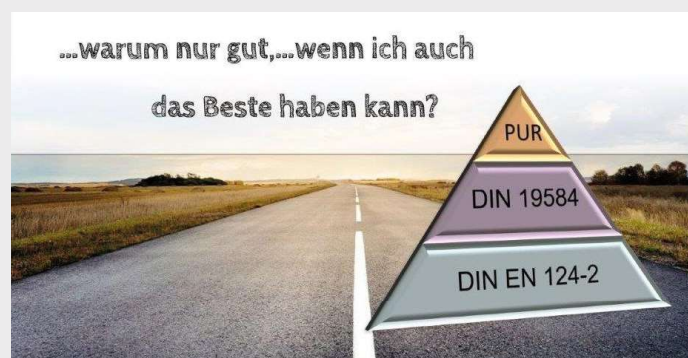 ...warum nur gut,...wenn ich auch
das Beste haben kann?
PUR
DIN 19584
DIN EN 124-2